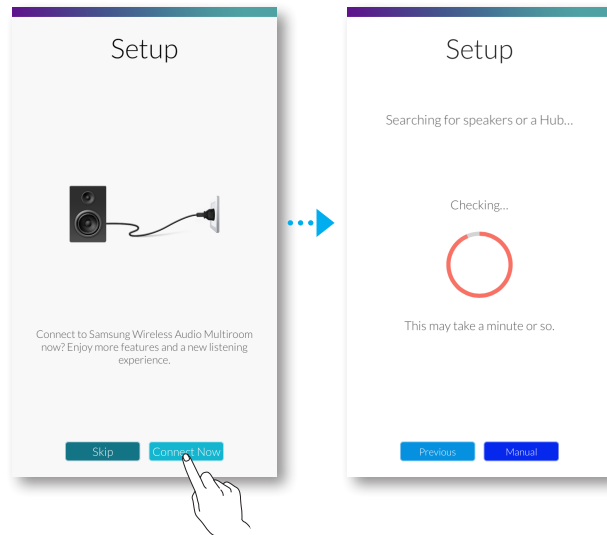 Setup
Connect to Samsung Wireless Audio Multiroom
now? Enjoy more features and a new listening
experience.
Skip
Connect Now
Setup
Searching for speakers or a Hub...
Checking...
This may take a minute or so.
Previous
Manual